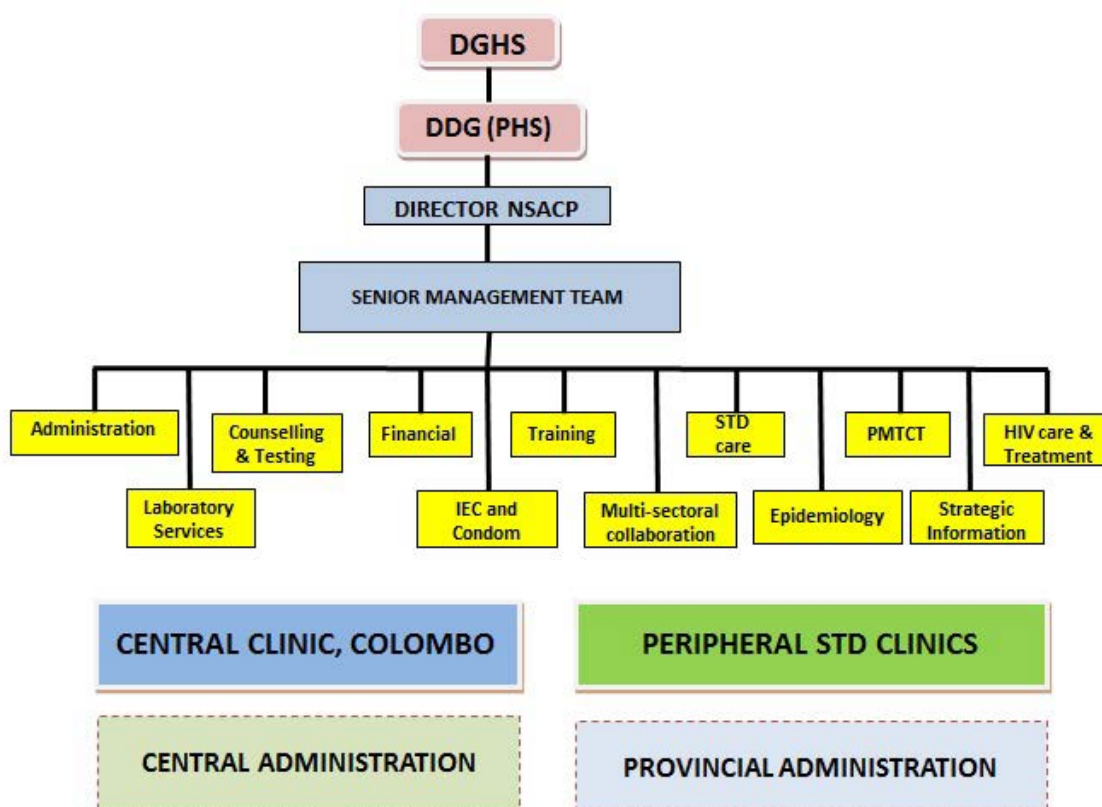 DGHS
DDG (PHS)
DIRECTOR NSACP
SENIOR MANAGEMENT TEAM
Administration
Counselling
& Testing
Financial
Training
STD
care
PMTCT
HIV care &
Treatment
Laboratory
Services
IEC and
Condom
Multi-sectoral
collaboration
Epidemiology
Strategic
Information
CENTRAL CLINIC, COLOMBO
PERIPHERAL STD CLINICS
CENTRAL ADMINISTRATION
PROVINCIAL ADMINISTRATION